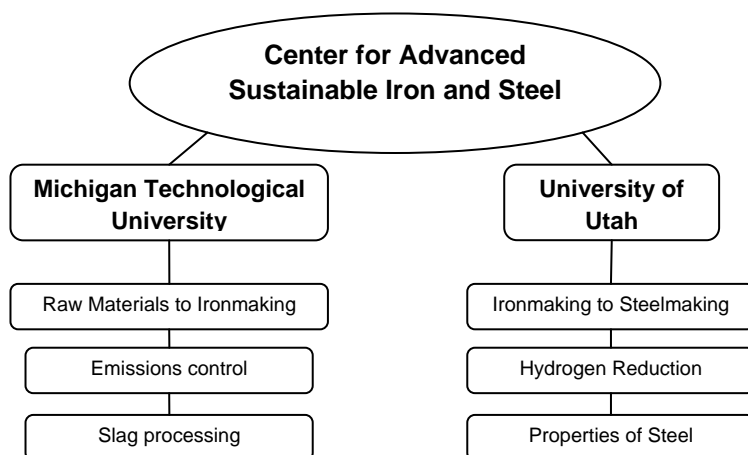 Center for Advanced
Sustainable Iron and Steel
Michigan Technological
University
University of
Utah
Raw Materials to Ironmaking
Ironmaking to Steelmaking
Emissions control
Hydrogen Reduction
Slag processing
Properties of Steel